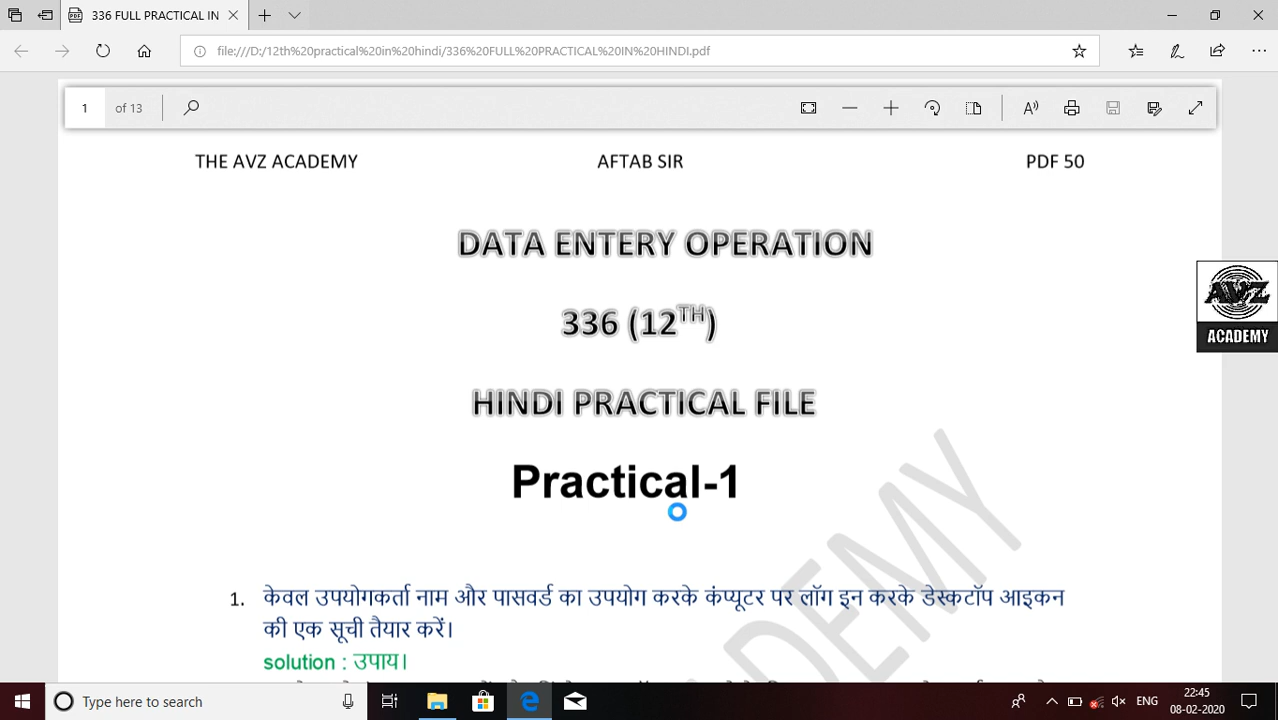 336 FULL PRACTICAL IN
file:///D:/12th%20practical%20in%20hindi/336%20FULL%20PRACTICAL%20IN%20HINDI.pdf
1 of 13
THE AVZ ACADEMY AFTAB SIR PDF 50
DATA ENTERY OPERATION
336 (12TH)
HINDI PRACTICAL FILE
AVZ
ACADEMY
Practical-1
DEMY
1. केवल उपयोगकर्ता नाम और पासवर्ड का उपयोग करके कंप्यूटर पर लॉग इन करके डेस्कटॉप आइकन
की एक सूची तैयार करें।
solution : उपाय।
Type here to search
ENG
22:45
08-02-2020